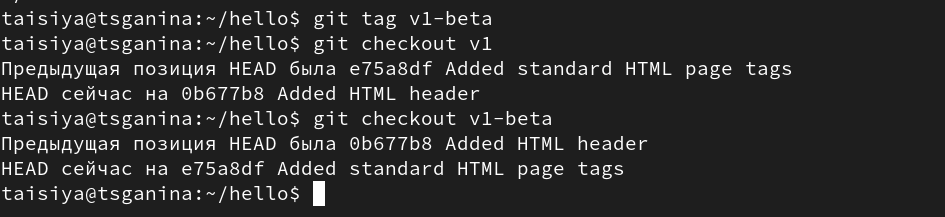 taisiya@tsganina:~/hello$ git tag v1-beta
taisiya@tsganina:~/hello$ git checkout v1
Предыдущая позиция HEAD была e75a8df Added standard HTML page tags
HEAD сейчас на 0b677b8 Added HTML header
taisiya@tsganina:~/hello$ git checkout v1-beta
Предыдущая позиция HEAD была 0b677b8 Added HTML header
HEAD сейчас на e75a8df Added standard HTML page tags
taisiya@tsganina:~/hello$